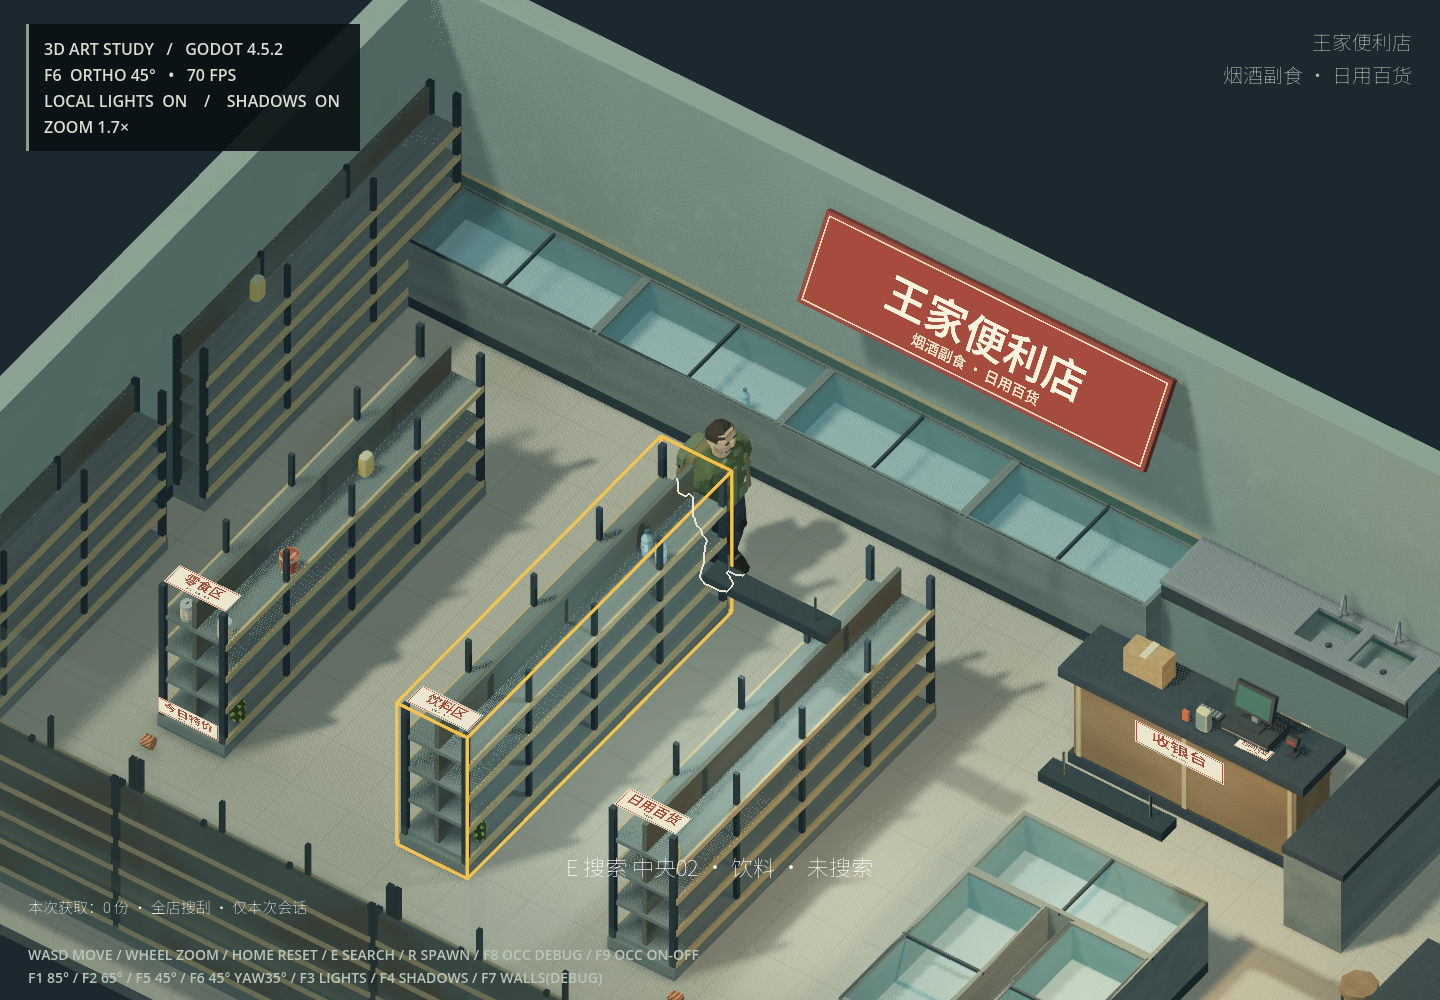 3D ART STUDY / GODOT 4.5.2
F6 ORTHO 45° • 70 FPS
LOCAL LIGHTS ON / SHADOWS ON
ZOOM 1.7×
王家便利店
烟酒副食 · 日用百货
王家便利店
烟酒副食 · 日用百货
零食区
今日特价
饮料区
日用百货
收银台
E 搜索 中央02 · 饮料 · 未搜索
本次获取: 0 份 · 全店搜刮 · 仅本次会话
WASD MOVE / WHEEL ZOOM / HOME RESET / E SEARCH / R SPAWN / F8 OCC DEBUG / F9 OCC ON-OFF
F1 85° / F2 65° / F5 45° / F6 45° YAW35° / F3 LIGHTS / F4 SHADOWS / F7 WALLS(DEBUG)